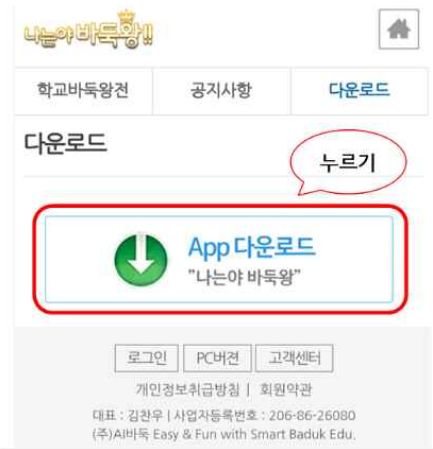 나는야 바둑왕!!
학교바둑왕전 공지사항 다운로드
다운로드
누르기
App 다운로드
"나는야 바둑왕"
로그인 PC버젼 고객센터
개인정보취급방침 | 회원약관
대표 : 김찬우 | 사업자등록번호 : 206-86-26080
(주)AI바둑 Easy & Fun with Smart Baduk Edu.